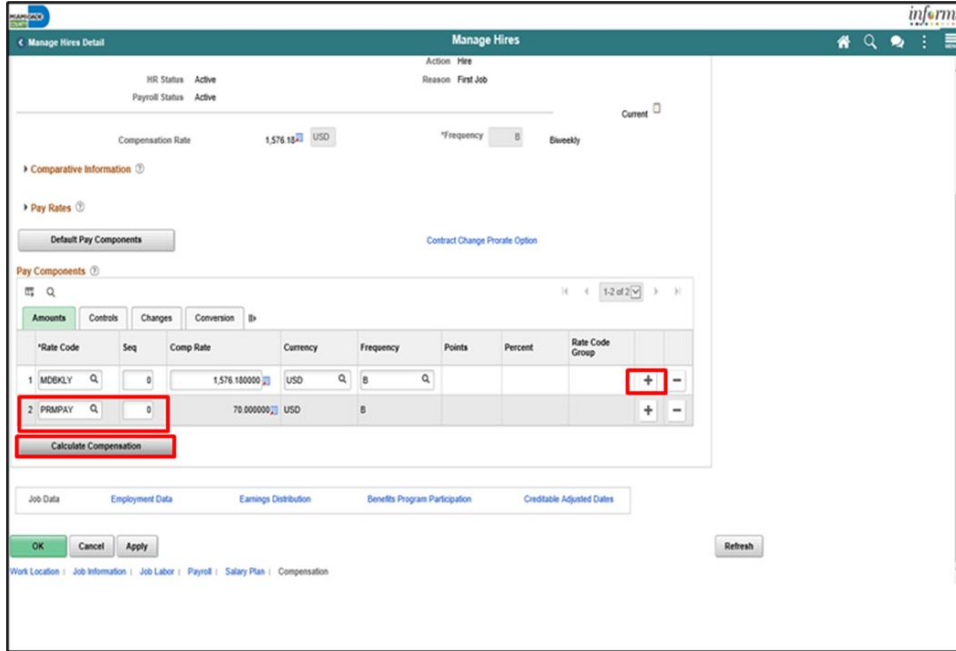 MIAMI-DADE
COUNTY
inform
Manage Hires Detail
Manage Hires
Action Hire
HR Status Active
Reason First Job
Payroll Status Active
Current
Compensation Rate 1,576.18 USD *Frequency B Biweekly
Comparative Information
Pay Rates
Default Pay Components
Contract Change Prorate Option
Pay Components
1-2 of 2
Amounts Controls Changes Conversion
*Rate Code Seq Comp Rate Currency Frequency Points Percent Rate Code Group
1 MDBKLY 0 1,576.180000 USD B + −
2 PRMPAY 0 70.000000 USD B + −
Calculate Compensation
Job Data Employment Data Earnings Distribution Benefits Program Participation Creditable Adjusted Dates
OK Cancel Apply Refresh
Work Location | Job Information | Job Labor | Payroll | Salary Plan | Compensation